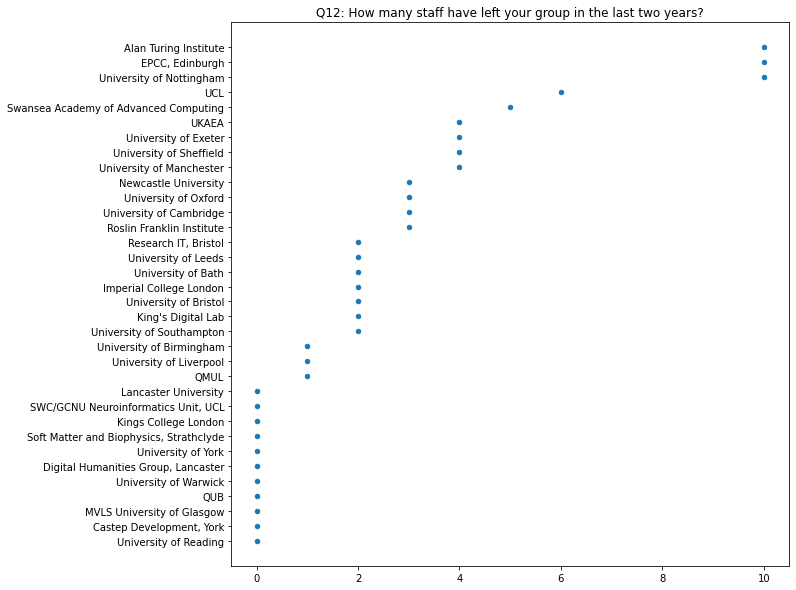 Q12: How many staff have left your group in the last two years?
Alan Turing Institute
EPCC, Edinburgh
University of Nottingham
UCL
Swansea Academy of Advanced Computing
UKAEA
University of Exeter
University of Sheffield
University of Manchester
Newcastle University
University of Oxford
University of Cambridge
Roslin Franklin Institute
Research IT, Bristol
University of Leeds
University of Bath
Imperial College London
University of Bristol
King's Digital Lab
University of Southampton
University of Birmingham
University of Liverpool
QMUL
Lancaster University
SWC/GCNU Neuroinformatics Unit, UCL
Kings College London
Soft Matter and Biophysics, Strathclyde
University of York
Digital Humanities Group, Lancaster
University of Warwick
QUB
MVLS University of Glasgow
Castep Development, York
University of Reading
0 2 4 6 8 10